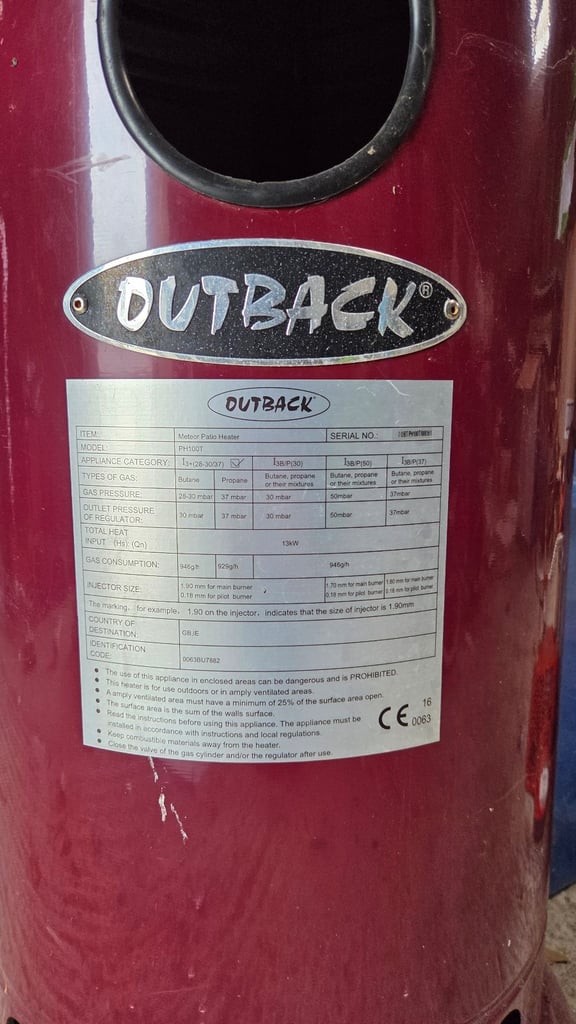 OUTBACK®
OUTBACK®
ITEM: Meteor Patio Heater SERIAL NO.:
MODEL: PH100T
APPLIANCE CATEGORY: I3+(28-30/37) ☑ I3B/P(30) I3B/P(50) I3B/P(37)
TYPES OF GAS: Butane Propane Butane, propane or their mixtures Butane, propane or their mixtures Butane, propane or their mixtures
GAS PRESSURE: 28-30 mbar 37 mbar 30 mbar 50mbar 37mbar
OUTLET PRESSURE OF REGULATOR: 30 mbar 37 mbar 30 mbar 50mbar 37mbar
TOTAL HEAT INPUT (Hs): (Qn) 13kW
GAS CONSUMPTION: 946g/h 929g/h 946g/h
INJECTOR SIZE: 1.90 mm for main burner 0.18 mm for pilot burner 1.70 mm for main burner 0.18 mm for pilot burner 1.80 mm for main burner 0.18 mm for pilot burner
The marking, for example, 1.90 on the injector, indicates that the size of injector is 1.90mm
COUNTRY OF DESTINATION: GB,IE
IDENTIFICATION CODE: 0063BU7882
• The use of this appliance in enclosed areas can be dangerous and is PROHIBITED.
• This heater is for use outdoors or in amply ventilated areas.
• A amply ventilated area must have a minimum of 25% of the surface area open.
• The surface area is the sum of the walls surface.
• Read the instructions before using this appliance. The appliance must be
installed in accordance with instructions and local regulations.
• Keep combustible materials away from the heater.
• Close the valve of the gas cylinder and/or the regulator after use.
CE 16
0063